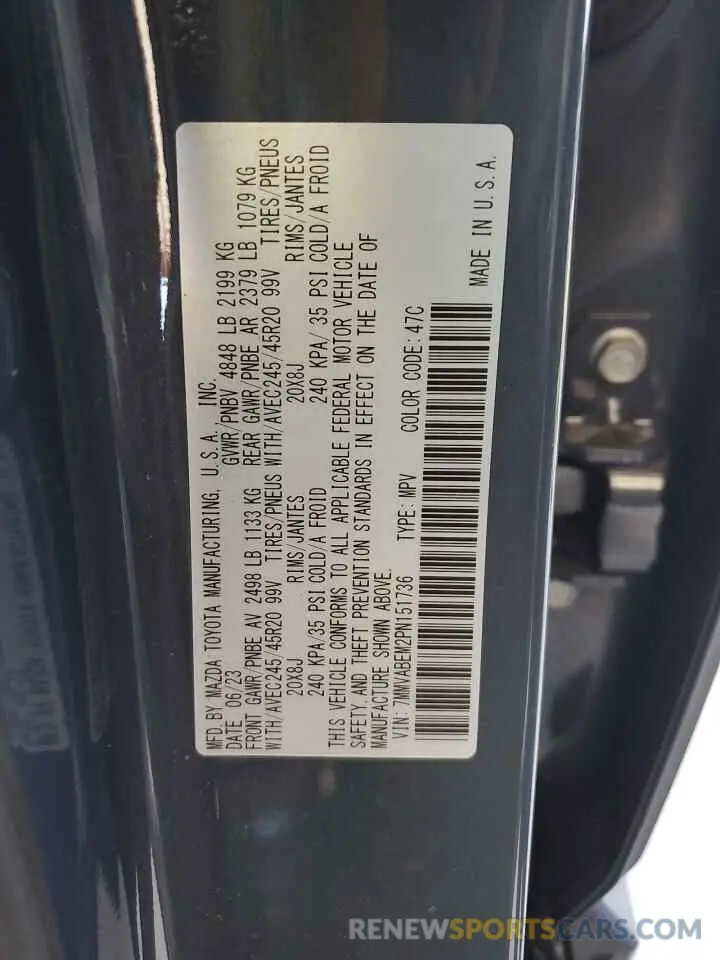 MFD. BY MAZDA TOYOTA MANUFACTURING, U.S.A. INC.
DATE 06/23 GVWR/PNBV 4848 LB 2199 KG
FRONT GAWR/PNBE AV 2498 LB 1133 KG REAR GAWR/PNBE AR 2379 LB 1079 KG
WITH/AVEC245/45R20 99V TIRES/PNEUS WITH/AVEC245/45R20 99V TIRES/PNEUS
20X8J RIMS/JANTES 20X8J RIMS/JANTES
240 KPA/35 PSI COLD/A FROID 240 KPA/ 35 PSI COLD/A FROID
THIS VEHICLE CONFORMS TO ALL APPLICABLE FEDERAL MOTOR VEHICLE
SAFETY, AND THEFT PREVENTION STANDARDS IN EFFECT ON THE DATE OF
MANUFACTURE SHOWN ABOVE.
VIN: 7MMVABEM2PN151736 TYPE: MPV COLOR CODE: 47C
MADE IN U.S.A.
RENEWSPORTSCARS.COM